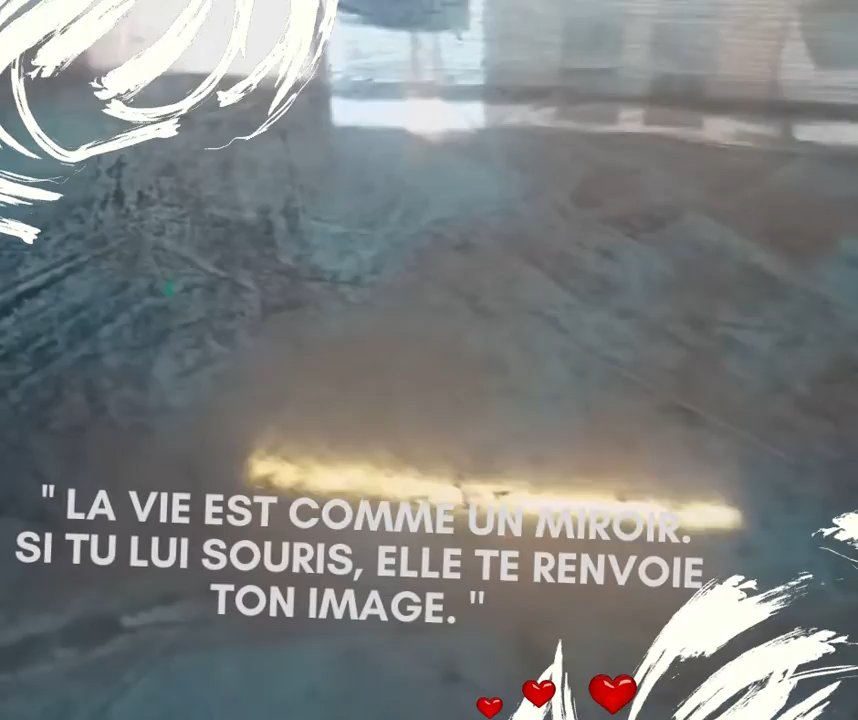 " LA VIE EST COMME UN MIROIR.
SI TU LUI SOURIS, ELLE TE RENVOIE
TON IMAGE. "